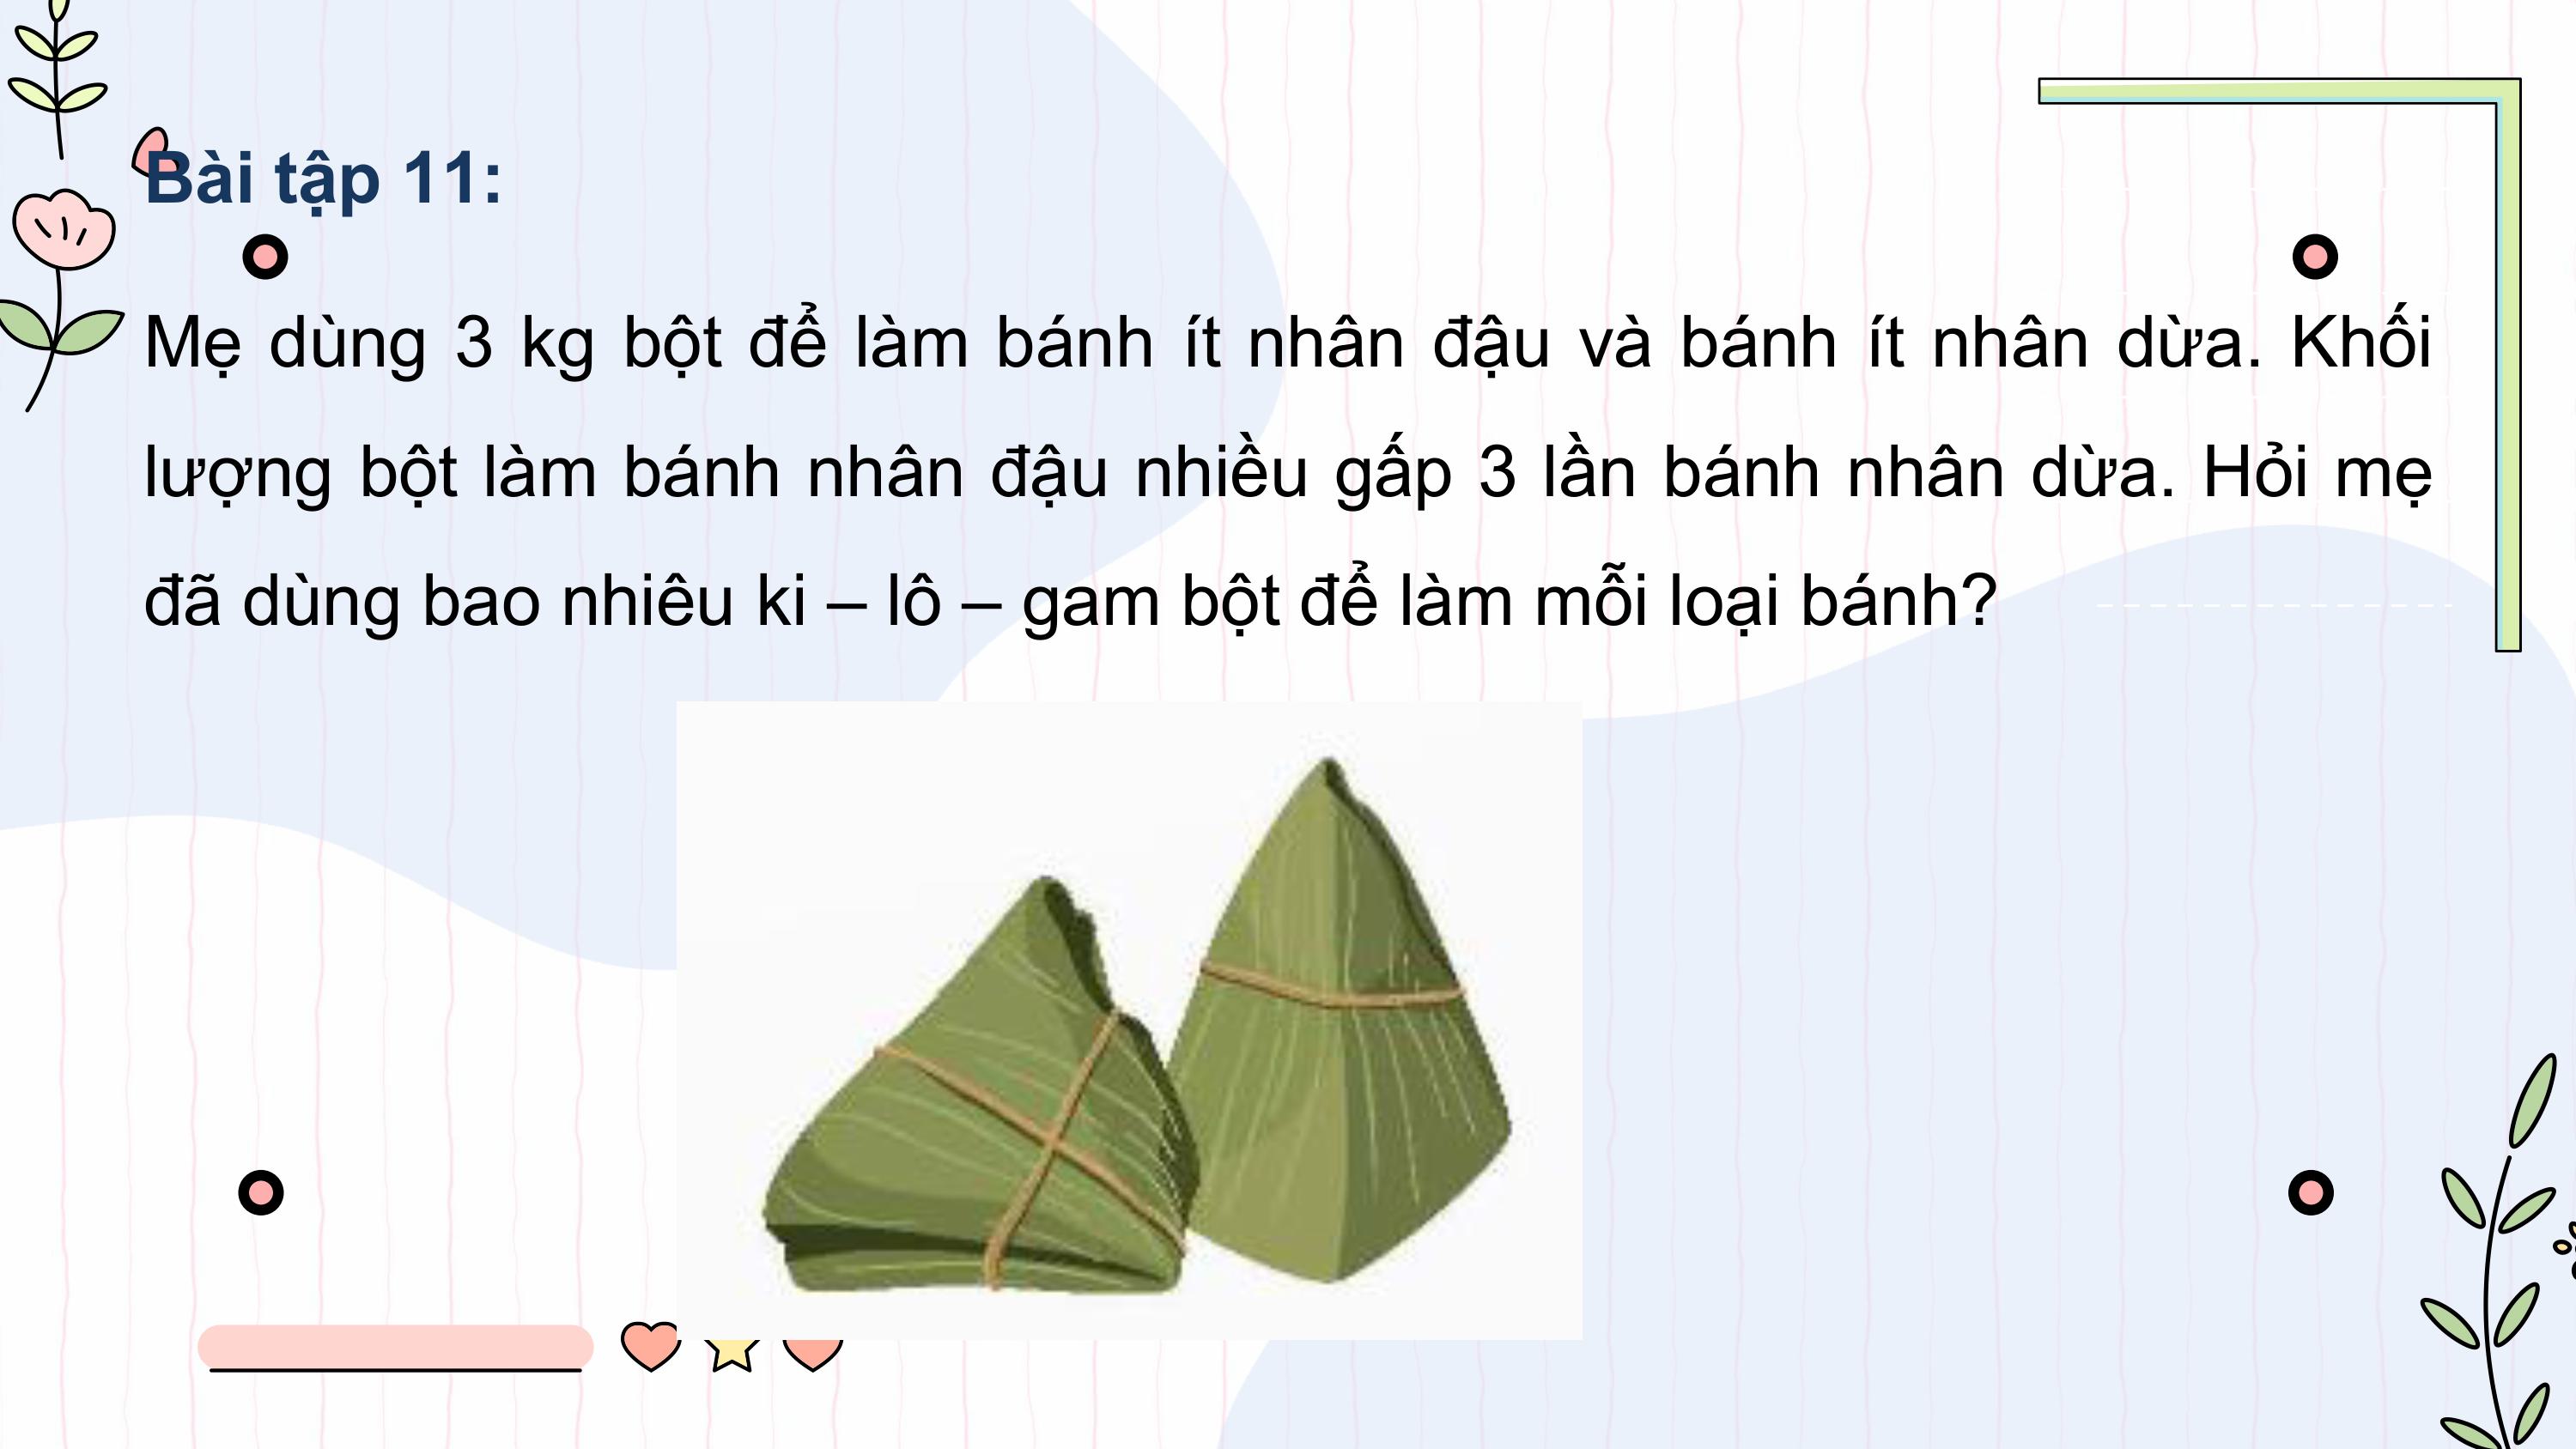 Bài tập 11:
Mẹ dùng 3 kg bột để làm bánh ít nhân đậu và bánh ít nhân dừa. Khối
lượng bột làm bánh nhân đậu nhiều gấp 3 lần bánh nhân dừa. Hỏi mẹ
đã dùng bao nhiêu ki – lô – gam bột để làm mỗi loại bánh?